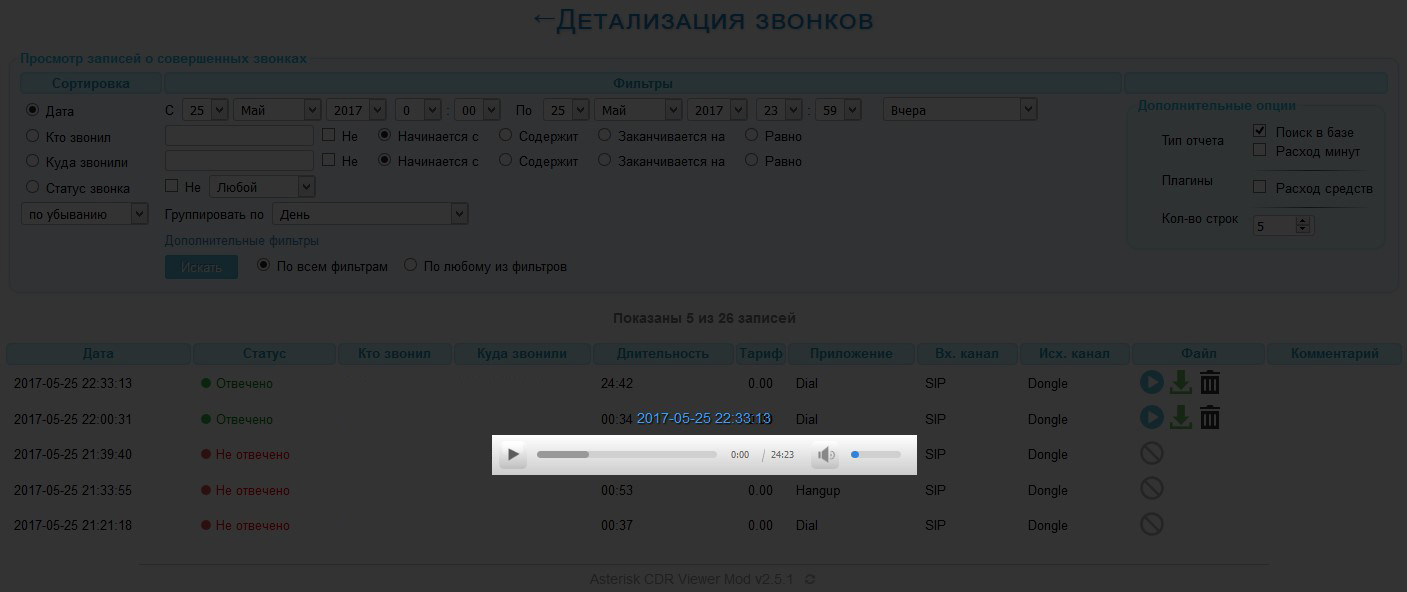 ←Детализация звонков
Просмотр записей о совершенных звонках
Сортировка Фильтры
Дата С 25 Май 2017 0 : 00 По 25 Май 2017 23 : 59 Вчера
Дополнительные опции
Кто звонил Не Начинается с Содержит Заканчивается на Равно
Тип отчета Поиск в базе
Расход минут
Куда звонили Не Начинается с Содержит Заканчивается на Равно
Статус звонка Не Любой
Плагины Расход средств
по убыванию Группировать по День
Кол-во строк 5
Дополнительные фильтры
Искать По всем фильтрам По любому из фильтров
Показаны 5 из 26 записей
Дата Статус Кто звонил Куда звонили Длительность Тариф Приложение Вх. канал Исх. канал Файл Комментарий
2017-05-25 22:33:13 Отвечено 24:42 0.00 Dial SIP Dongle
2017-05-25 22:00:31 Отвечено 00:34 Dial SIP Dongle
2017-05-25 22:33:13
2017-05-25 21:39:40 Не отвечено SIP Dongle
0:00 / 24:23
2017-05-25 21:33:55 Не отвечено 00:53 0.00 Hangup SIP Dongle
2017-05-25 21:21:18 Не отвечено 00:37 0.00 Dial SIP Dongle
Asterisk CDR Viewer Mod v2.5.1